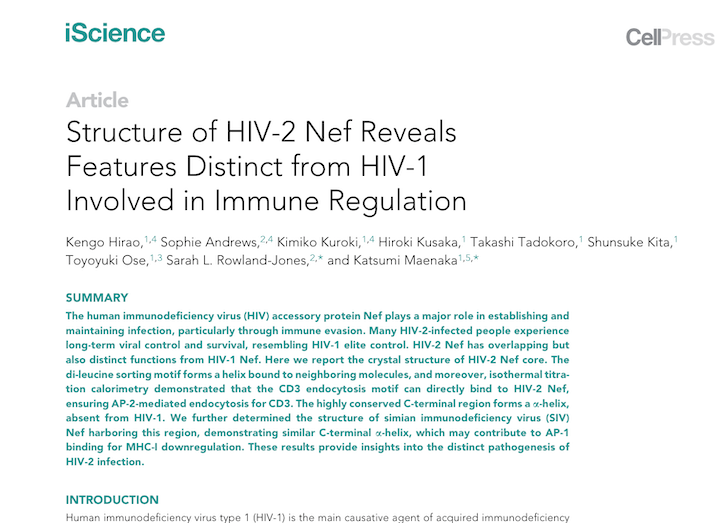 iScience
CellPress
Article
Structure of HIV-2 Nef Reveals
Features Distinct from HIV-1
Involved in Immune Regulation
Kengo Hirao,1,4 Sophie Andrews,2,4 Kimiko Kuroki,1,4 Hiroki Kusaka,1 Takashi Tadokoro,1 Shunsuke Kita,1
Toyoyuki Ose,1,3 Sarah L. Rowland-Jones,2,* and Katsumi Maenaka1,5,*
SUMMARY
The human immunodeficiency virus (HIV) accessory protein Nef plays a major role in establishing and
maintaining infection, particularly through immune evasion. Many HIV-2-infected people experience
long-term viral control and survival, resembling HIV-1 elite control. HIV-2 Nef has overlapping but
also distinct functions from HIV-1 Nef. Here we report the crystal structure of HIV-2 Nef core. The
di-leucine sorting motif forms a helix bound to neighboring molecules, and moreover, isothermal titra-
tion calorimetry demonstrated that the CD3 endocytosis motif can directly bind to HIV-2 Nef,
ensuring AP-2-mediated endocytosis for CD3. The highly conserved C-terminal region forms a α-helix,
absent from HIV-1. We further determined the structure of simian immunodeficiency virus (SIV)
Nef harboring this region, demonstrating similar C-terminal α-helix, which may contribute to AP-1
binding for MHC-I downregulation. These results provide insights into the distinct pathogenesis of
HIV-2 infection.
INTRODUCTION
Human immunodeficiency virus type 1 (HIV-1) is the main causative agent of acquired immunodeficiency